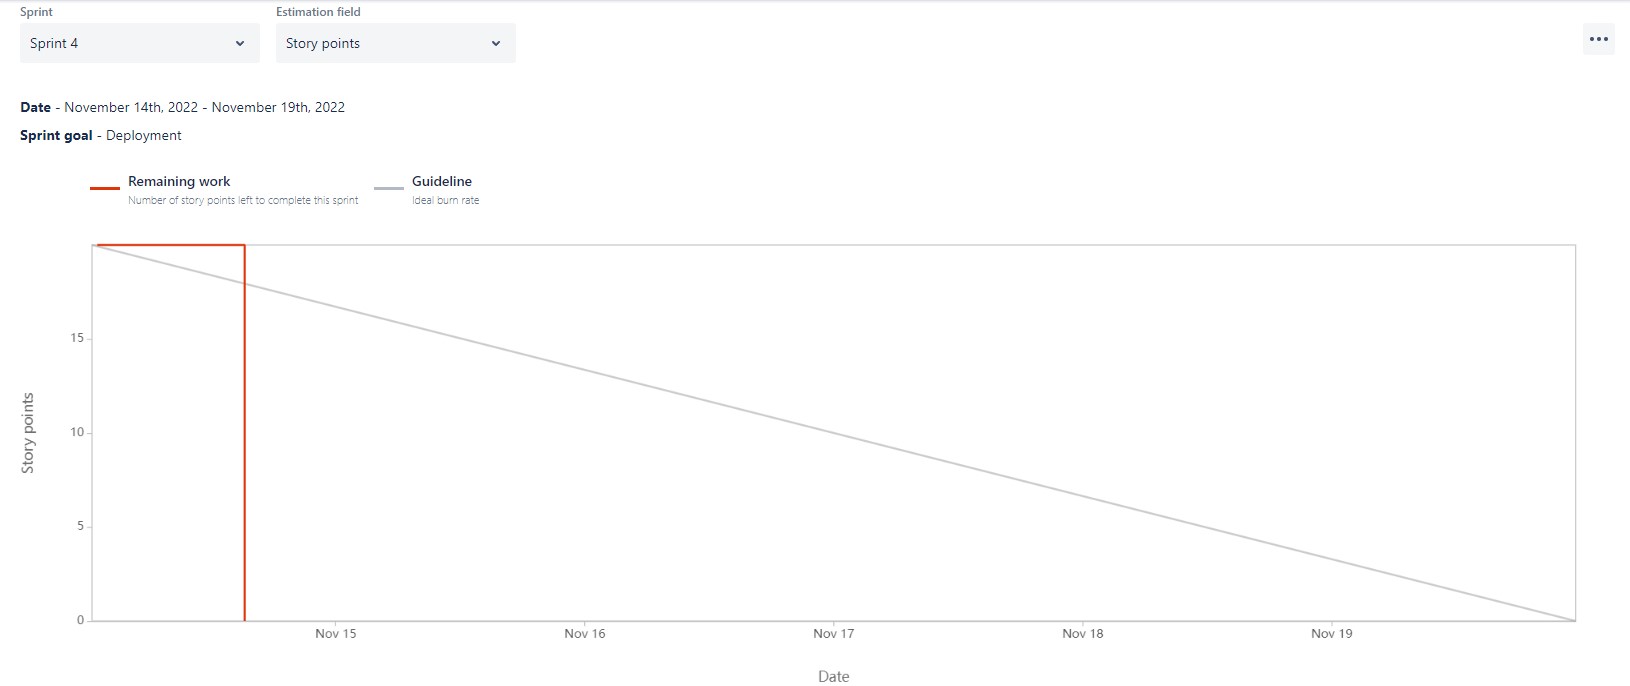 Sprint
Estimation field
Sprint 4
Story points
Date - November 14th, 2022 - November 19th, 2022
Sprint goal - Deployment
Remaining work
Number of story points left to complete this sprint
Guideline
Ideal burn rate
Story points
15
10
5
0
Nov 15
Nov 16
Nov 17
Nov 18
Nov 19
Date